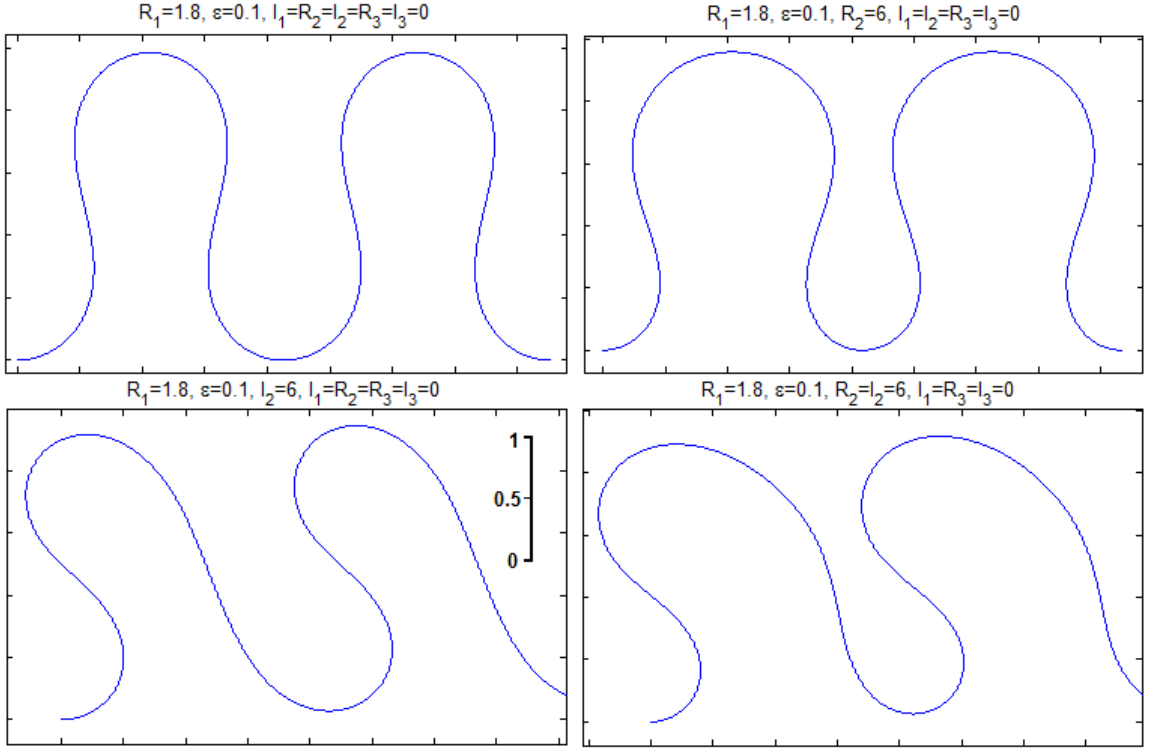 R₁=1.8, ε=0.1, I₁=R₂=I₂=R₃=I₃=0
R₁=1.8, ε=0.1, R₂=6, I₁=I₂=R₃=I₃=0
R₁=1.8, ε=0.1, I₂=6, I₁=R₂=R₃=I₃=0
R₁=1.8, ε=0.1, R₂=I₂=6, I₁=R₃=I₃=0
1
0.5
0